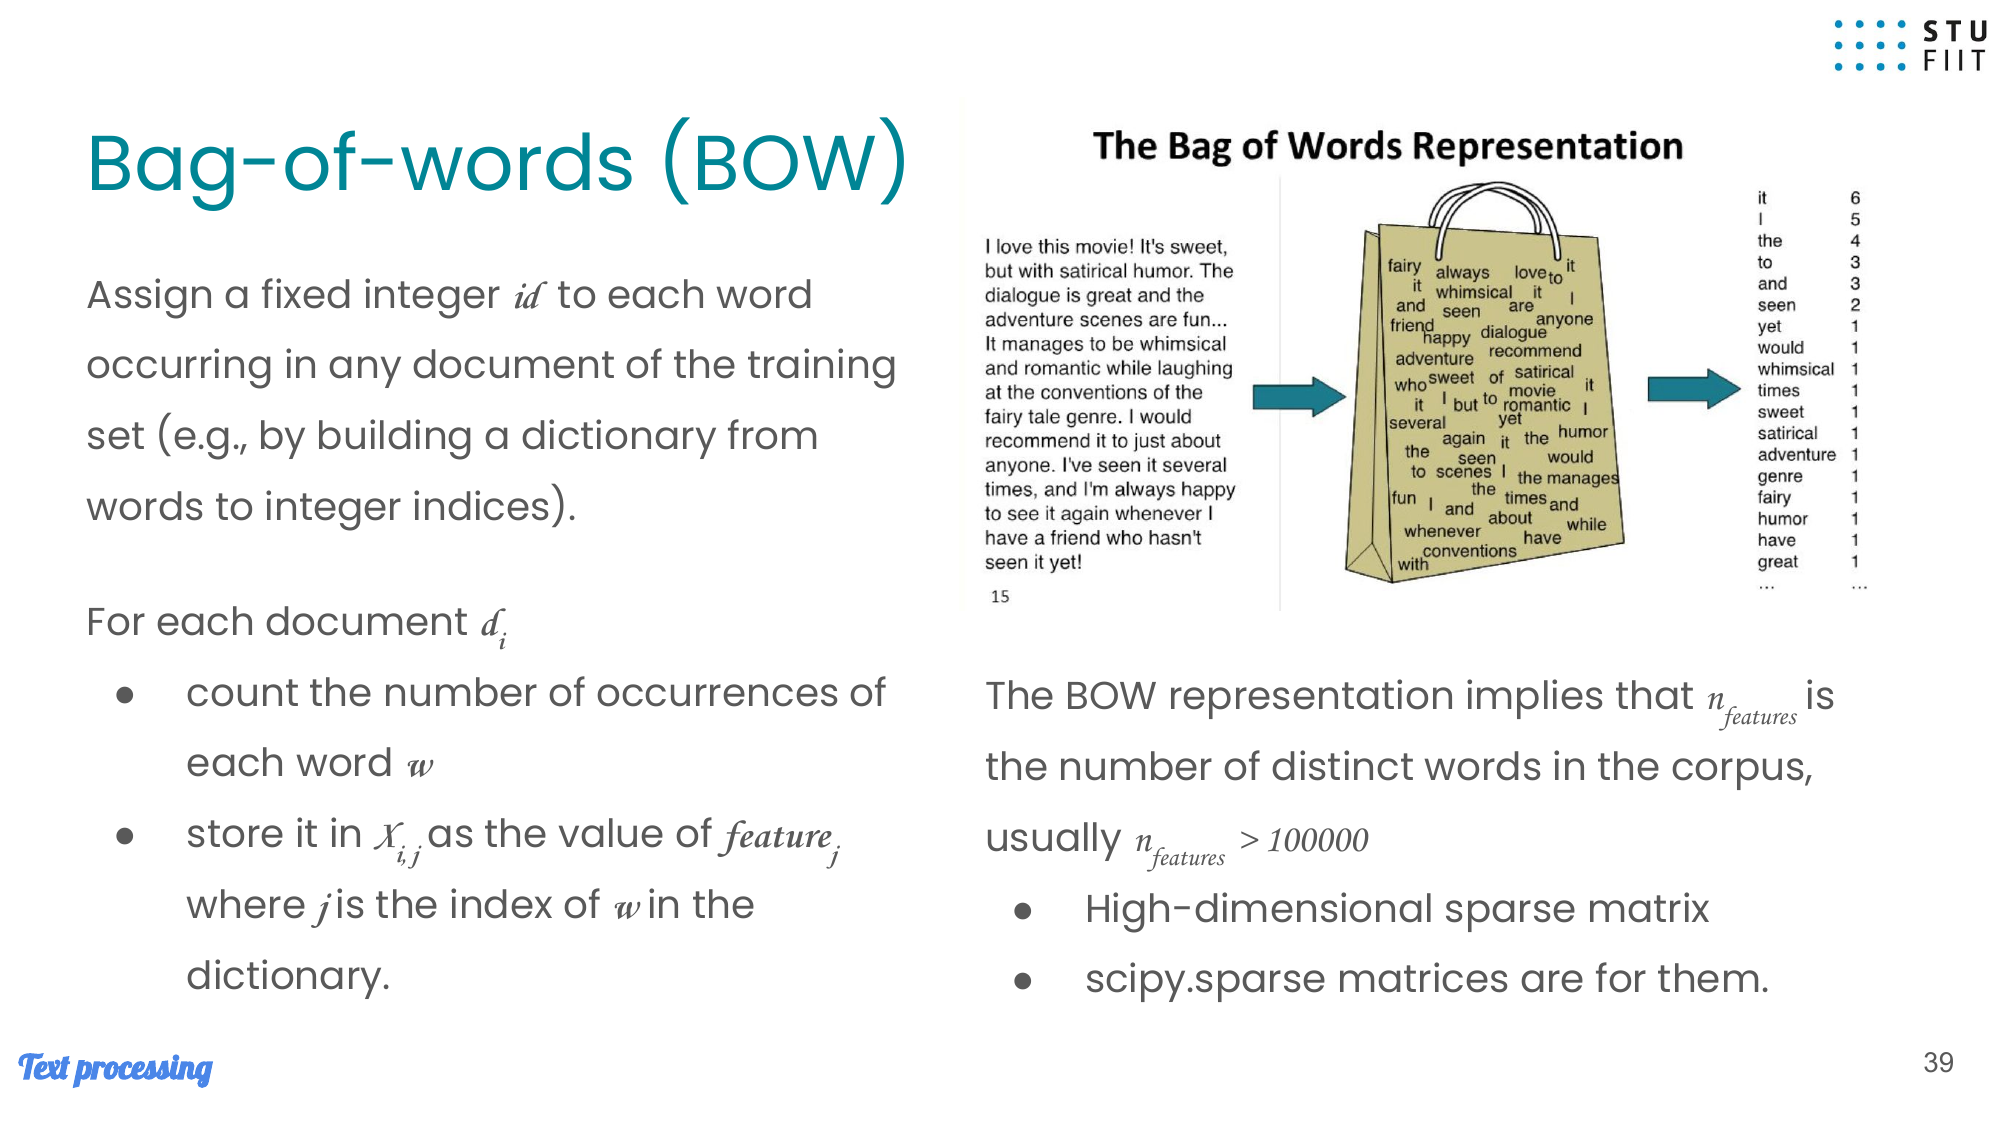 STU
FIIT
Bag-of-words (BOW)
Assign a fixed integer id to each word
occurring in any document of the training
set (e.g., by building a dictionary from
words to integer indices).
For each document di
● count the number of occurrences of
each word w
● store it in Xi,j as the value of featurej
where j is the index of w in the
dictionary.
The Bag of Words Representation
I love this movie! It's sweet,
but with satirical humor. The
dialogue is great and the
adventure scenes are fun...
It manages to be whimsical
and romantic while laughing
at the conventions of the
fairy tale genre. I would
recommend it to just about
anyone. I've seen it several
times, and I'm always happy
to see it again whenever I
have a friend who hasn't
seen it yet!
15
fairy always love to it
it whimsical it I
and seen are anyone
friend happy dialogue
adventure recommend
who sweet of satirical
it I but to romantic movie it I
several yet
again it the humor
the seen would
to scenes I the manages
fun I and the times and
whenever about while
conventions have
with
it 6
I 5
the 4
to 3
and 3
seen 2
yet 1
would 1
whimsical 1
times 1
sweet 1
satirical 1
adventure 1
genre 1
fairy 1
humor 1
have 1
great 1
... ...
The BOW representation implies that nfeatures is
the number of distinct words in the corpus,
usually nfeatures > 100000
● High-dimensional sparse matrix
● scipy.sparse matrices are for them.
Text processing
39